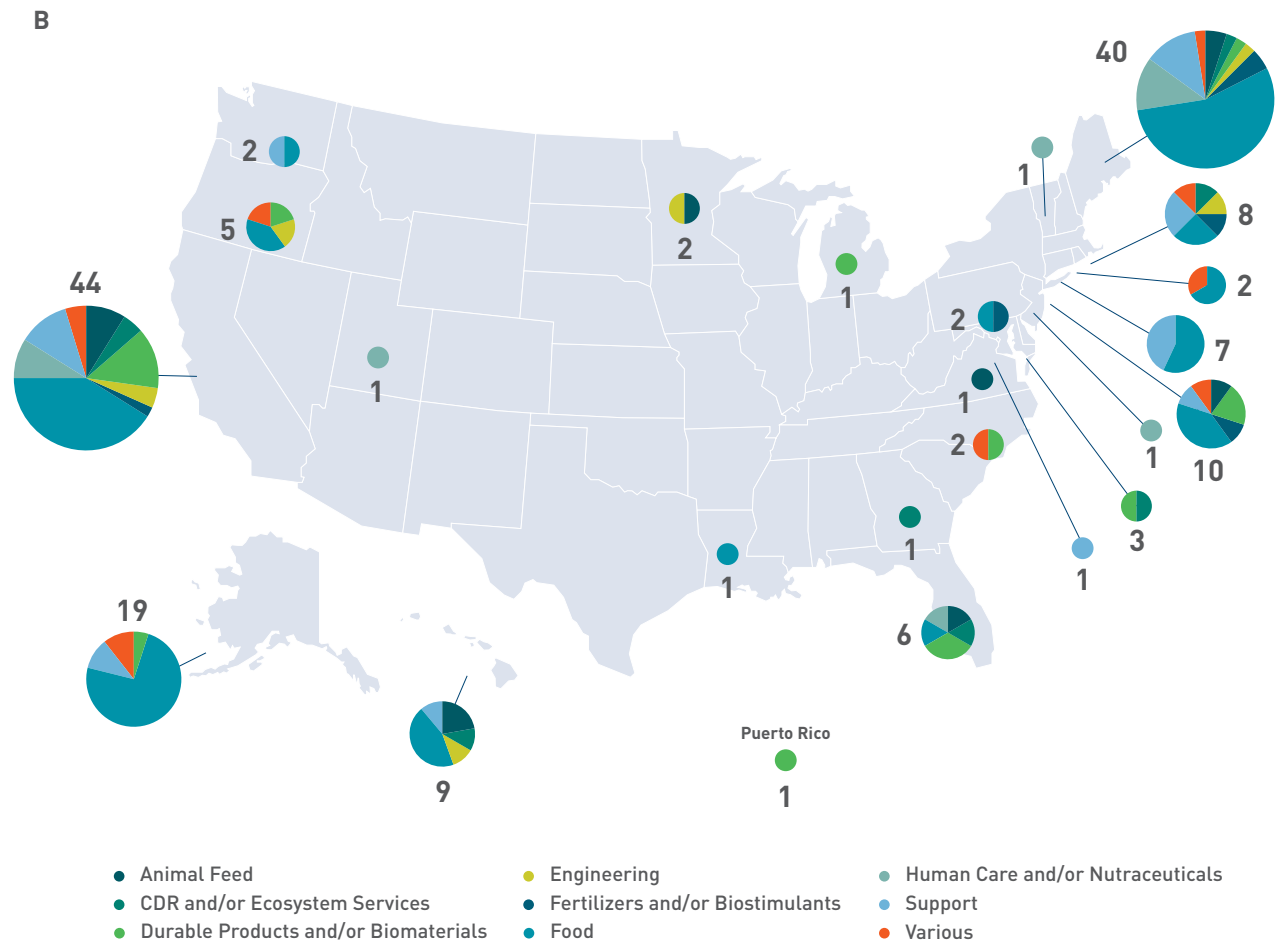 B
40
2
1
5
2
8
44
1
2
2
7
1
1
2
10
1
3
1
1
1
19
6
9
Puerto Rico
1
Animal Feed
CDR and/or Ecosystem Services
Durable Products and/or Biomaterials
Engineering
Fertilizers and/or Biostimulants
Food
Human Care and/or Nutraceuticals
Support
Various